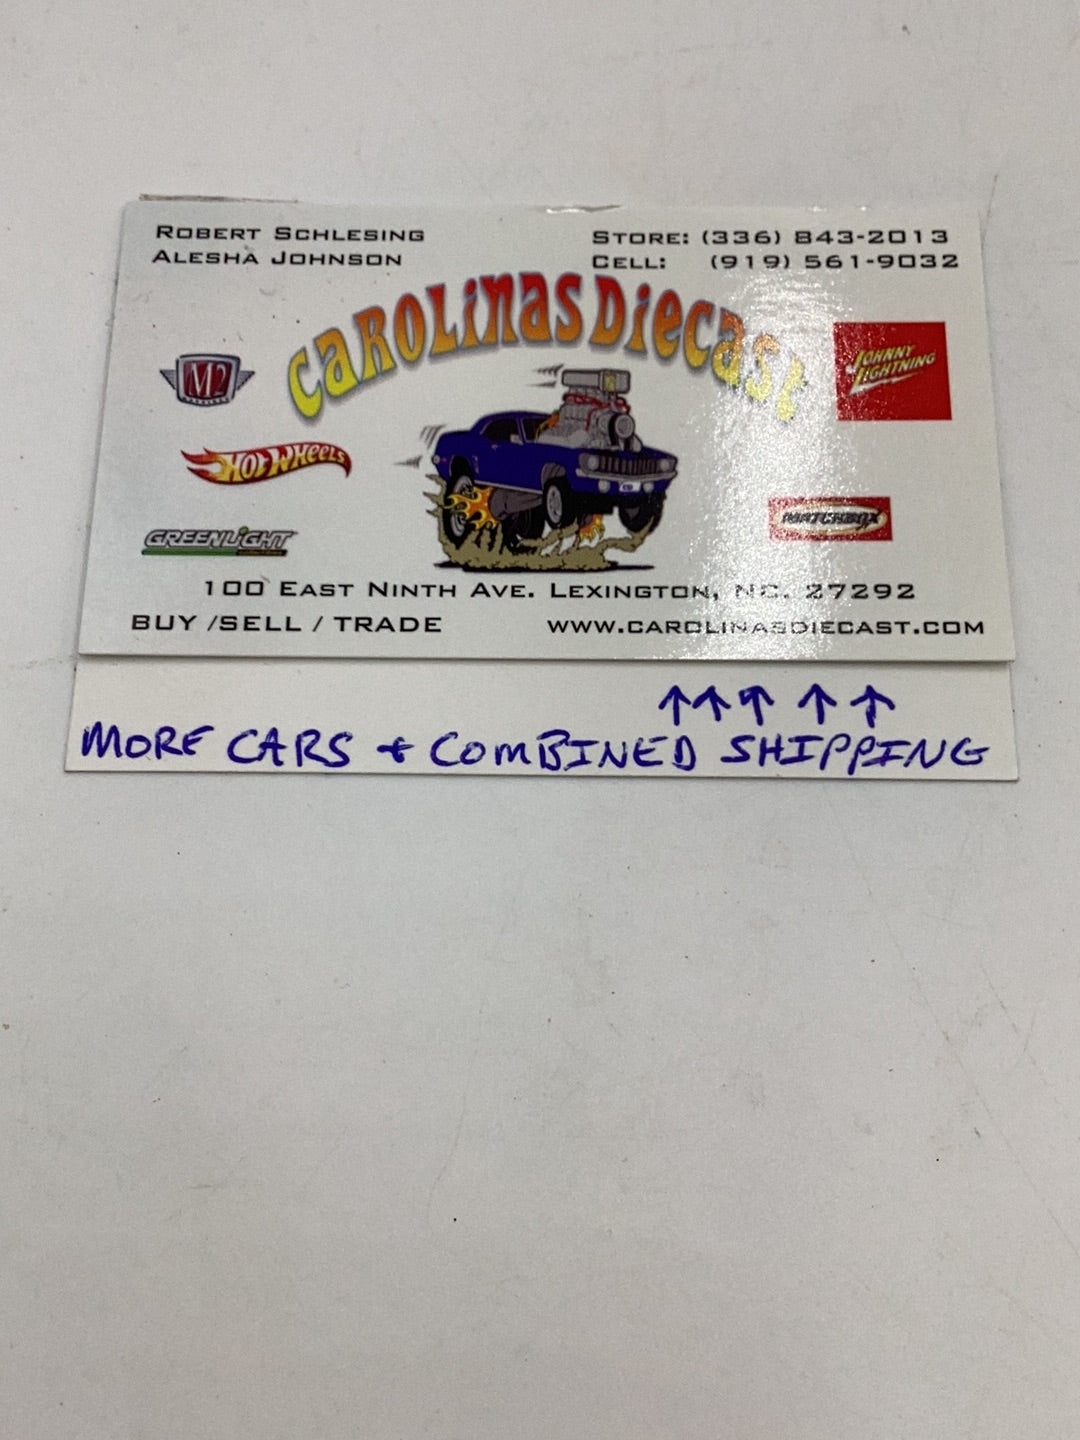 ROBERT SCHLESING
ALESHA JOHNSON
STORE: (336) 843-2013
CELL: (919) 561-9032
CAROLINAS DIECAST
M2
JOHNNY LIGHTNING
HOT WHEELS
GREENLIGHT
MATCHBOX
100 EAST NINTH AVE. LEXINGTON, NC. 27292
BUY /SELL / TRADE
WWW.CAROLINASDIECAST.COM
↑ ↑ ↑ ↑ ↑
MORE CARS + COMBINED SHIPPING